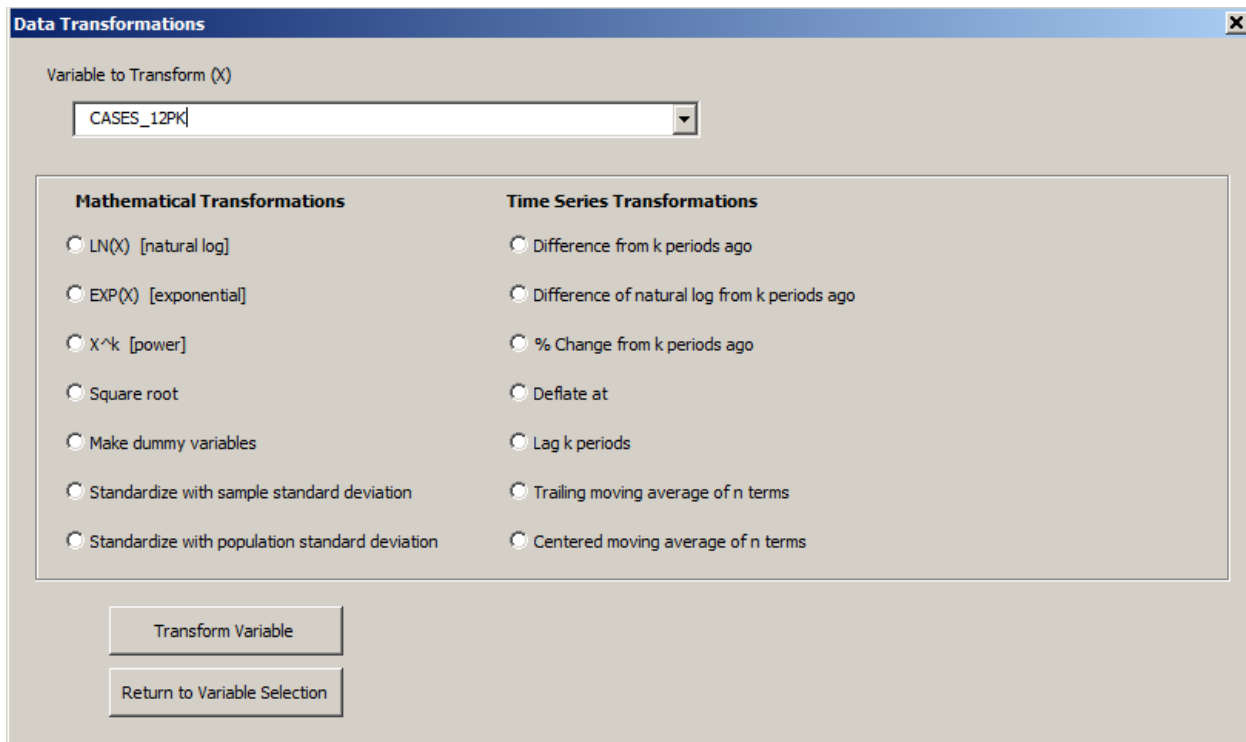 Data Transformations
Variable to Transform (X)
CASES_12PK
Mathematical Transformations
Time Series Transformations
LN(X) [natural log]
Difference from k periods ago
EXP(X) [exponential]
Difference of natural log from k periods ago
X^k [power]
% Change from k periods ago
Square root
Deflate at
Make dummy variables
Lag k periods
Standardize with sample standard deviation
Trailing moving average of n terms
Standardize with population standard deviation
Centered moving average of n terms
Transform Variable
Return to Variable Selection